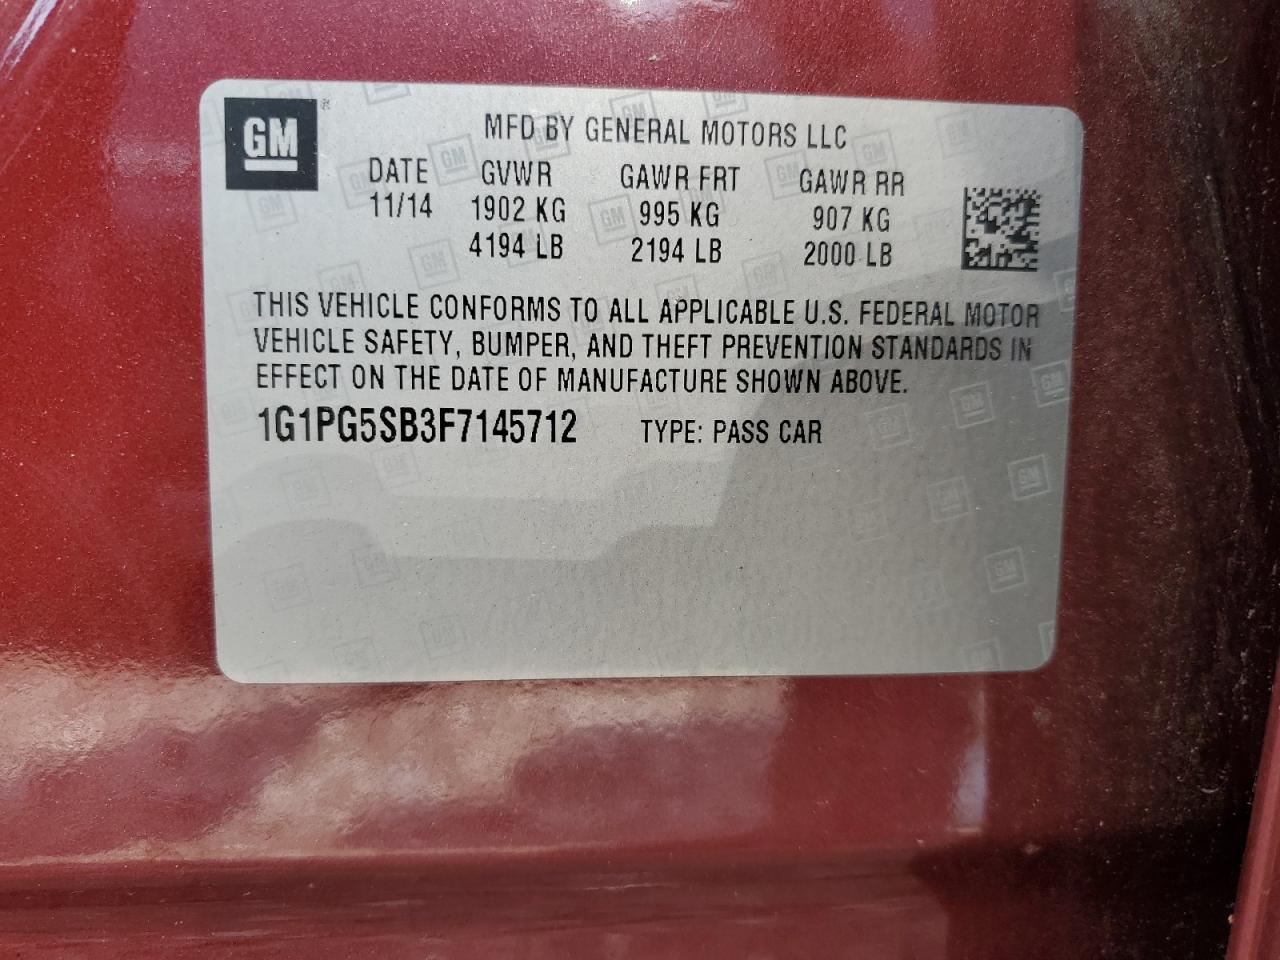 GM
MFD BY GENERAL MOTORS LLC
DATE GVWR GAWR FRT GAWR RR
11/14 1902 KG 995 KG 907 KG
4194 LB 2194 LB 2000 LB
THIS VEHICLE CONFORMS TO ALL APPLICABLE U.S. FEDERAL MOTOR
VEHICLE SAFETY, BUMPER, AND THEFT PREVENTION STANDARDS IN
EFFECT ON THE DATE OF MANUFACTURE SHOWN ABOVE.
1G1PG5SB3F7145712 TYPE: PASS CAR